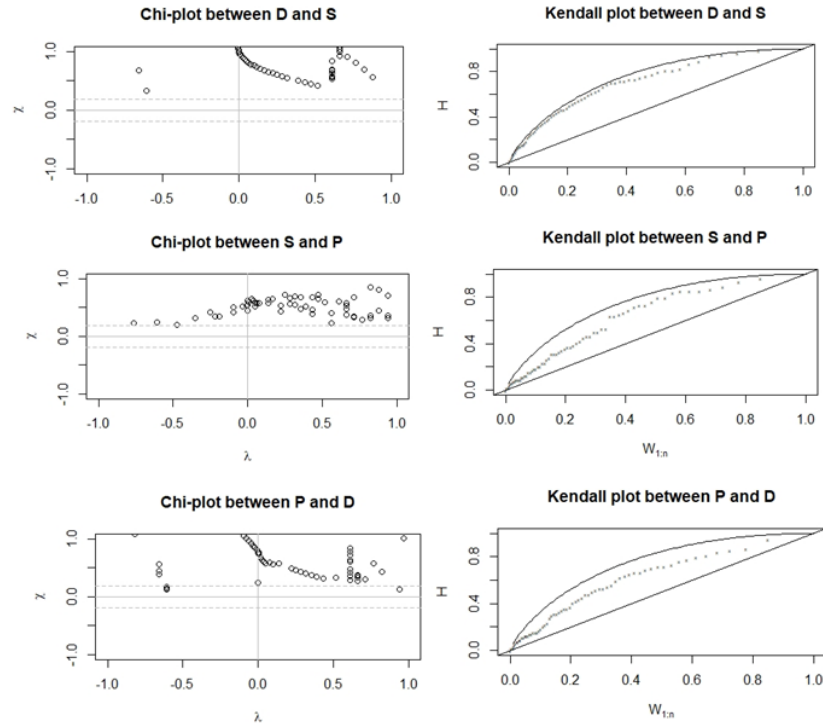 Chi-plot between D and S
Kendall plot between D and S
χ
1.0
0.0
-1.0
-1.0 -0.5 0.0 0.5 1.0
H
0.8
0.4
0.0
0.0 0.2 0.4 0.6 0.8 1.0
Chi-plot between S and P
Kendall plot between S and P
χ
1.0
0.0
-1.0
-1.0 -0.5 0.0 0.5 1.0
λ
H
0.8
0.4
0.0
0.0 0.2 0.4 0.6 0.8 1.0
W1:n
Chi-plot between P and D
Kendall plot between P and D
χ
1.0
0.0
-1.0
-1.0 -0.5 0.0 0.5 1.0
λ
H
0.8
0.4
0.0
0.0 0.2 0.4 0.6 0.8 1.0
W1:n